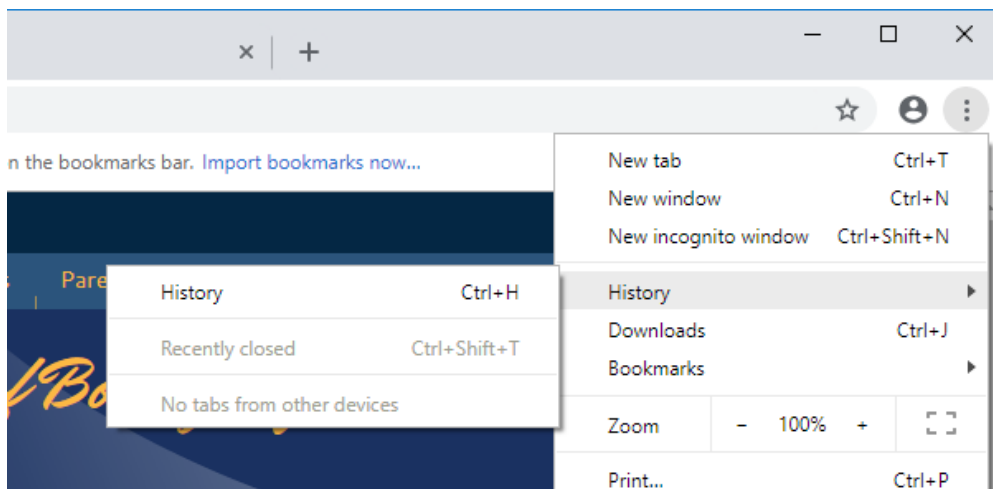 n the bookmarks bar. Import bookmarks now...
New tab Ctrl+T
New window Ctrl+N
New incognito window Ctrl+Shift+N
Pare
History Ctrl+H
History
Recently closed Ctrl+Shift+T
Downloads Ctrl+J
Bookmarks
No tabs from other devices
Zoom - 100% +
Print... Ctrl+P